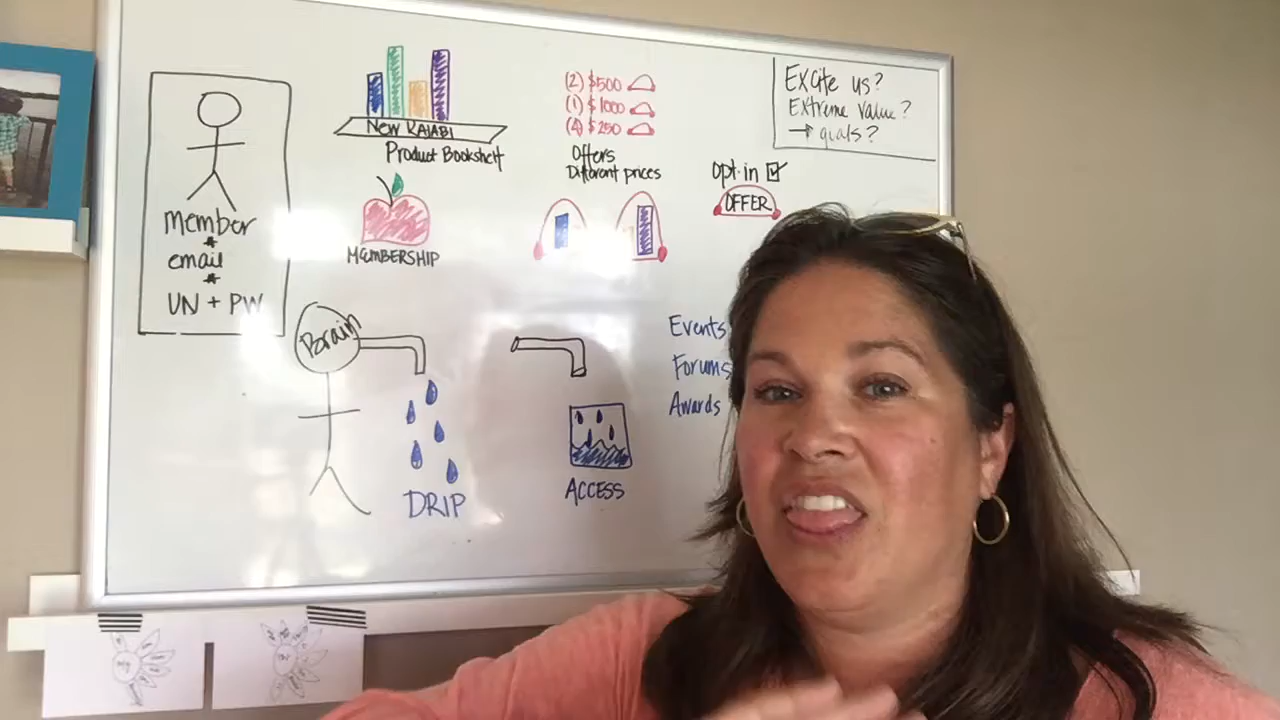 Member
*
email
*
UN + PW
New KAJABI
Product Bookshelf
(2) $500
(1) $1000
(4) $250
Offers
Different prices
Excite us?
Extreme value?
→ goals?
Opt-in ☑
OFFER
MEMBERSHIP
Brain
DRIP
ACCESS
Events
Forums
Awards